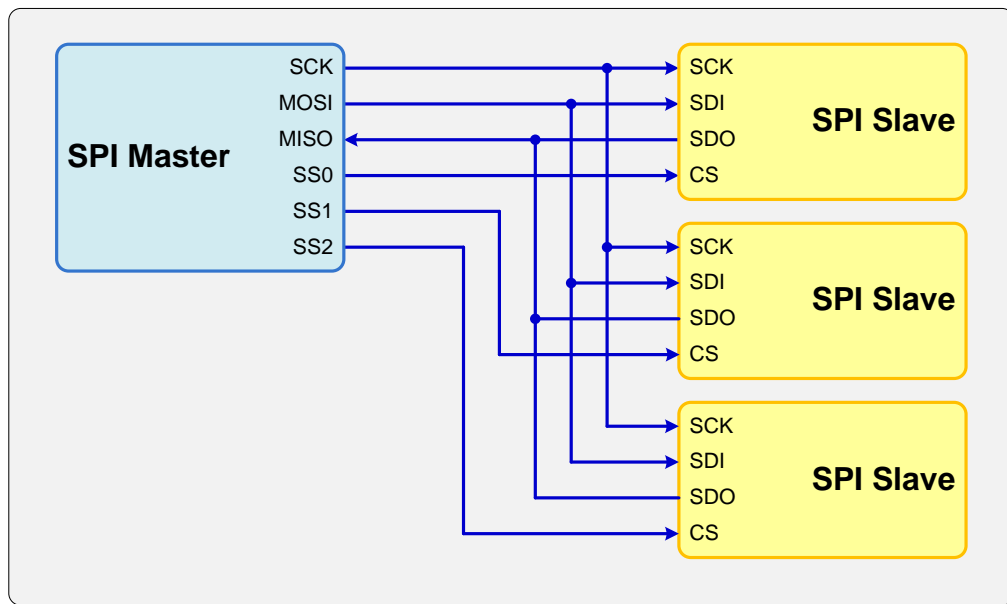 SPI Master
SCK
MOSI
MISO
SS0
SS1
SS2
SCK
SDI
SDO
CS
SPI Slave
SCK
SDI
SDO
CS
SPI Slave
SCK
SDI
SDO
CS
SPI Slave